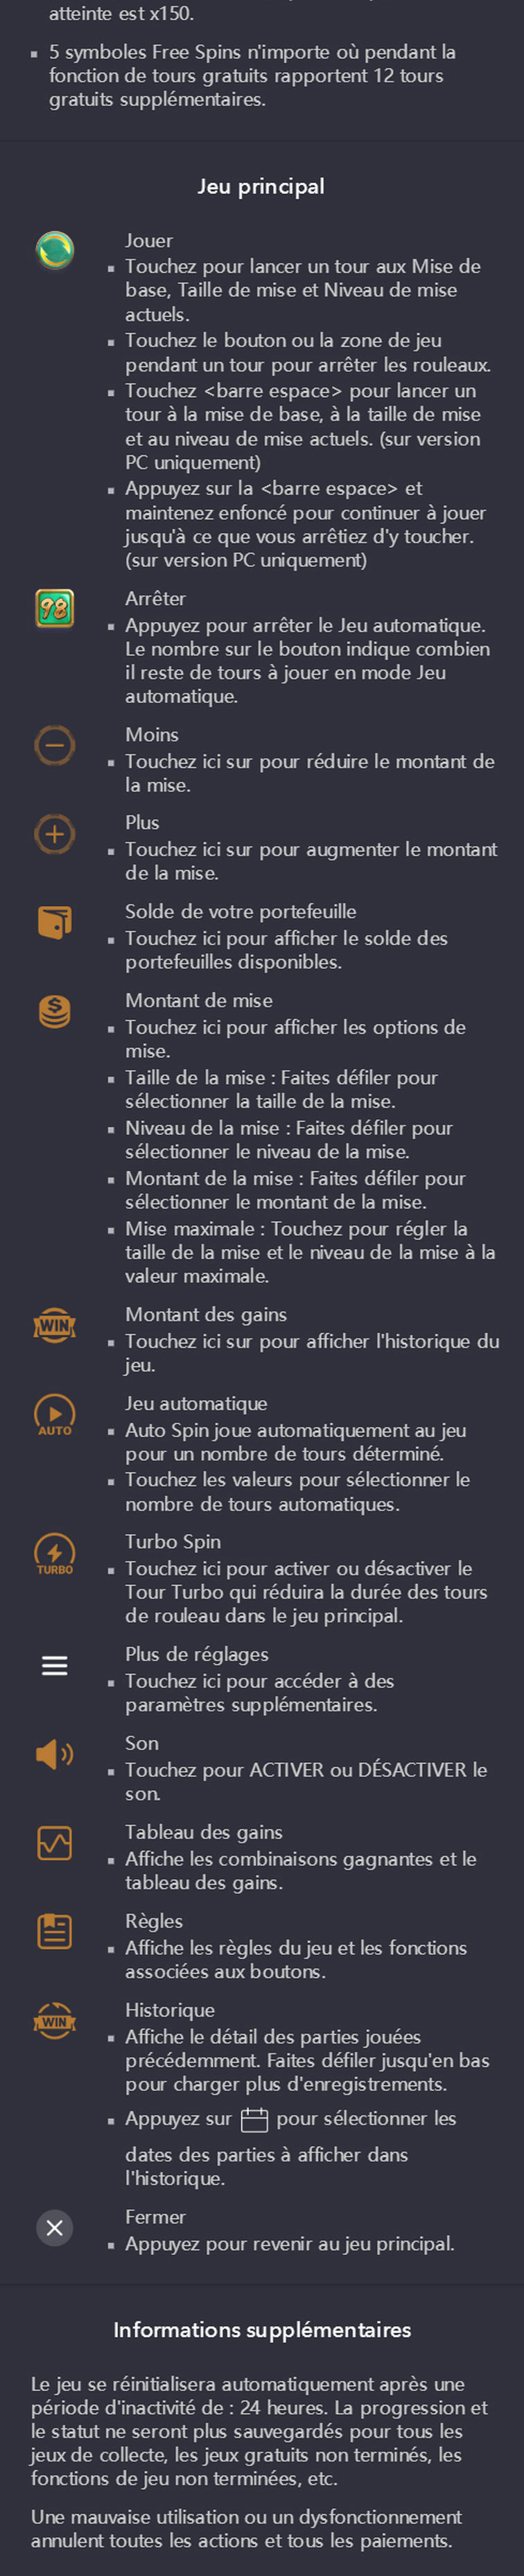 atteinte est x150.
5 symboles Free Spins n'importe où pendant la
fonction de tours gratuits rapportent 12 tours
gratuits supplémentaires.
Jeu principal
Jouer
Touchez pour lancer un tour aux Mise de
base, Taille de mise et Niveau de mise
actuels.
Touchez le bouton ou la zone de jeu
pendant un tour pour arrêter les rouleaux.
Touchez <barre espace> pour lancer un
tour à la mise de base, à la taille de mise
et au niveau de mise actuels. (sur version
PC uniquement)
Appuyez sur la <barre espace> et
maintenez enfoncé pour continuer à jouer
jusqu'à ce que vous arrêtiez d'y toucher.
(sur version PC uniquement)
98
Arrêter
Appuyez pour arrêter le Jeu automatique.
Le nombre sur le bouton indique combien
il reste de tours à jouer en mode Jeu
automatique.
Moins
Touchez ici sur pour réduire le montant de
la mise.
Plus
Touchez ici sur pour augmenter le montant
de la mise.
Solde de votre portefeuille
Touchez ici pour afficher le solde des
portefeuilles disponibles.
Montant de mise
Touchez ici pour afficher les options de
mise.
Taille de la mise : Faites défiler pour
sélectionner la taille de la mise.
Niveau de la mise : Faites défiler pour
sélectionner le niveau de la mise.
Montant de la mise : Faites défiler pour
sélectionner le montant de la mise.
Mise maximale : Touchez pour régler la
taille de la mise et le niveau de la mise à la
valeur maximale.
WIN
Montant des gains
Touchez ici sur pour afficher l'historique du
jeu.
AUTO
Jeu automatique
Auto Spin joue automatiquement au jeu
pour un nombre de tours déterminé.
Touchez les valeurs pour sélectionner le
nombre de tours automatiques.
TURBO
Turbo Spin
Touchez ici pour activer ou désactiver le
Tour Turbo qui réduira la durée des tours
de rouleau dans le jeu principal.
Plus de réglages
Touchez ici pour accéder à des
paramètres supplémentaires.
Son
Touchez pour ACTIVER ou DÉSACTIVER le
son.
Tableau des gains
Affiche les combinaisons gagnantes et le
tableau des gains.
Règles
Affiche les règles du jeu et les fonctions
associées aux boutons.
WIN
Historique
Affiche le détail des parties jouées
précédemment. Faites défiler jusqu'en bas
pour charger plus d'enregistrements.
Appuyez sur pour sélectionner les
dates des parties à afficher dans
l'historique.
Fermer
Appuyez pour revenir au jeu principal.
Informations supplémentaires
Le jeu se réinitialisera automatiquement après une
période d'inactivité de : 24 heures. La progression et
le statut ne seront plus sauvegardés pour tous les
jeux de collecte, les jeux gratuits non terminés, les
fonctions de jeu non terminées, etc.
Une mauvaise utilisation ou un dysfonctionnement
annulent toutes les actions et tous les paiements.